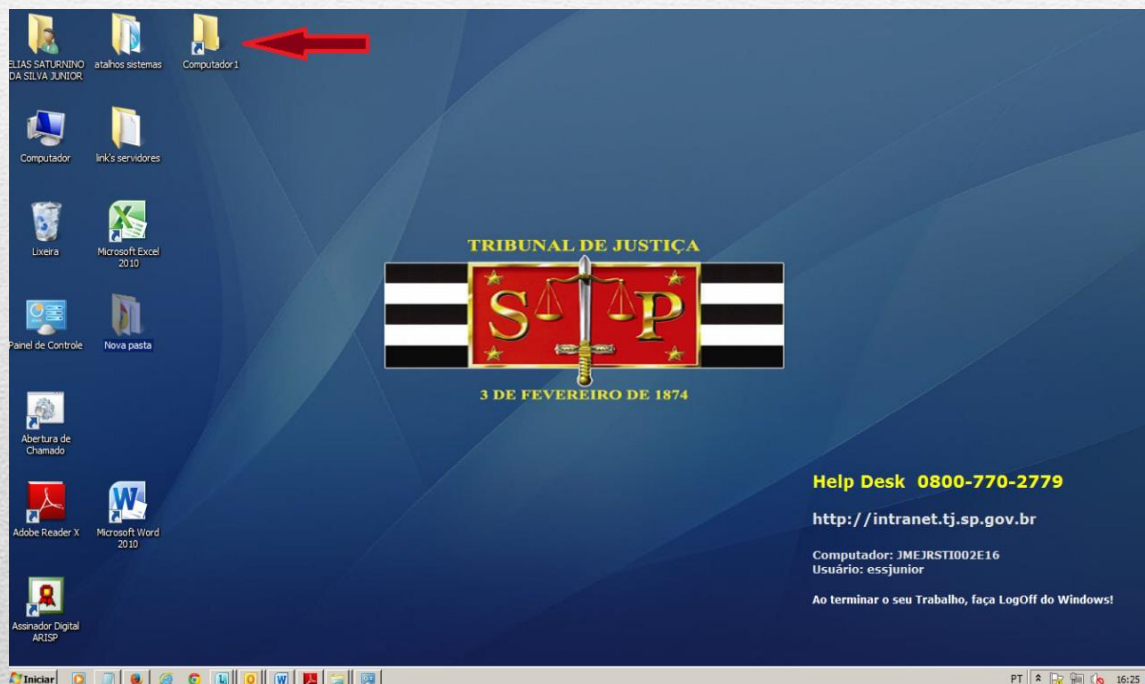 ELIAS SATURNINO
DA SILVA JUNIOR
atalhos sistemas
Computador1
Computador
link's servidores
Lixeira
Microsoft Excel
2010
Painel de Controle
Nova pasta
Abertura de
Chamado
Adobe Reader X
Microsoft Word
2010
Assinador Digital
ARISP
TRIBUNAL DE JUSTIÇA
S P
3 DE FEVEREIRO DE 1874
Help Desk 0800-770-2779
http://intranet.tj.sp.gov.br
Computador: JMEJRSTI002E16
Usuário: essjunior
Ao terminar o seu Trabalho, faça LogOff do Windows!
Iniciar
PT
16:25